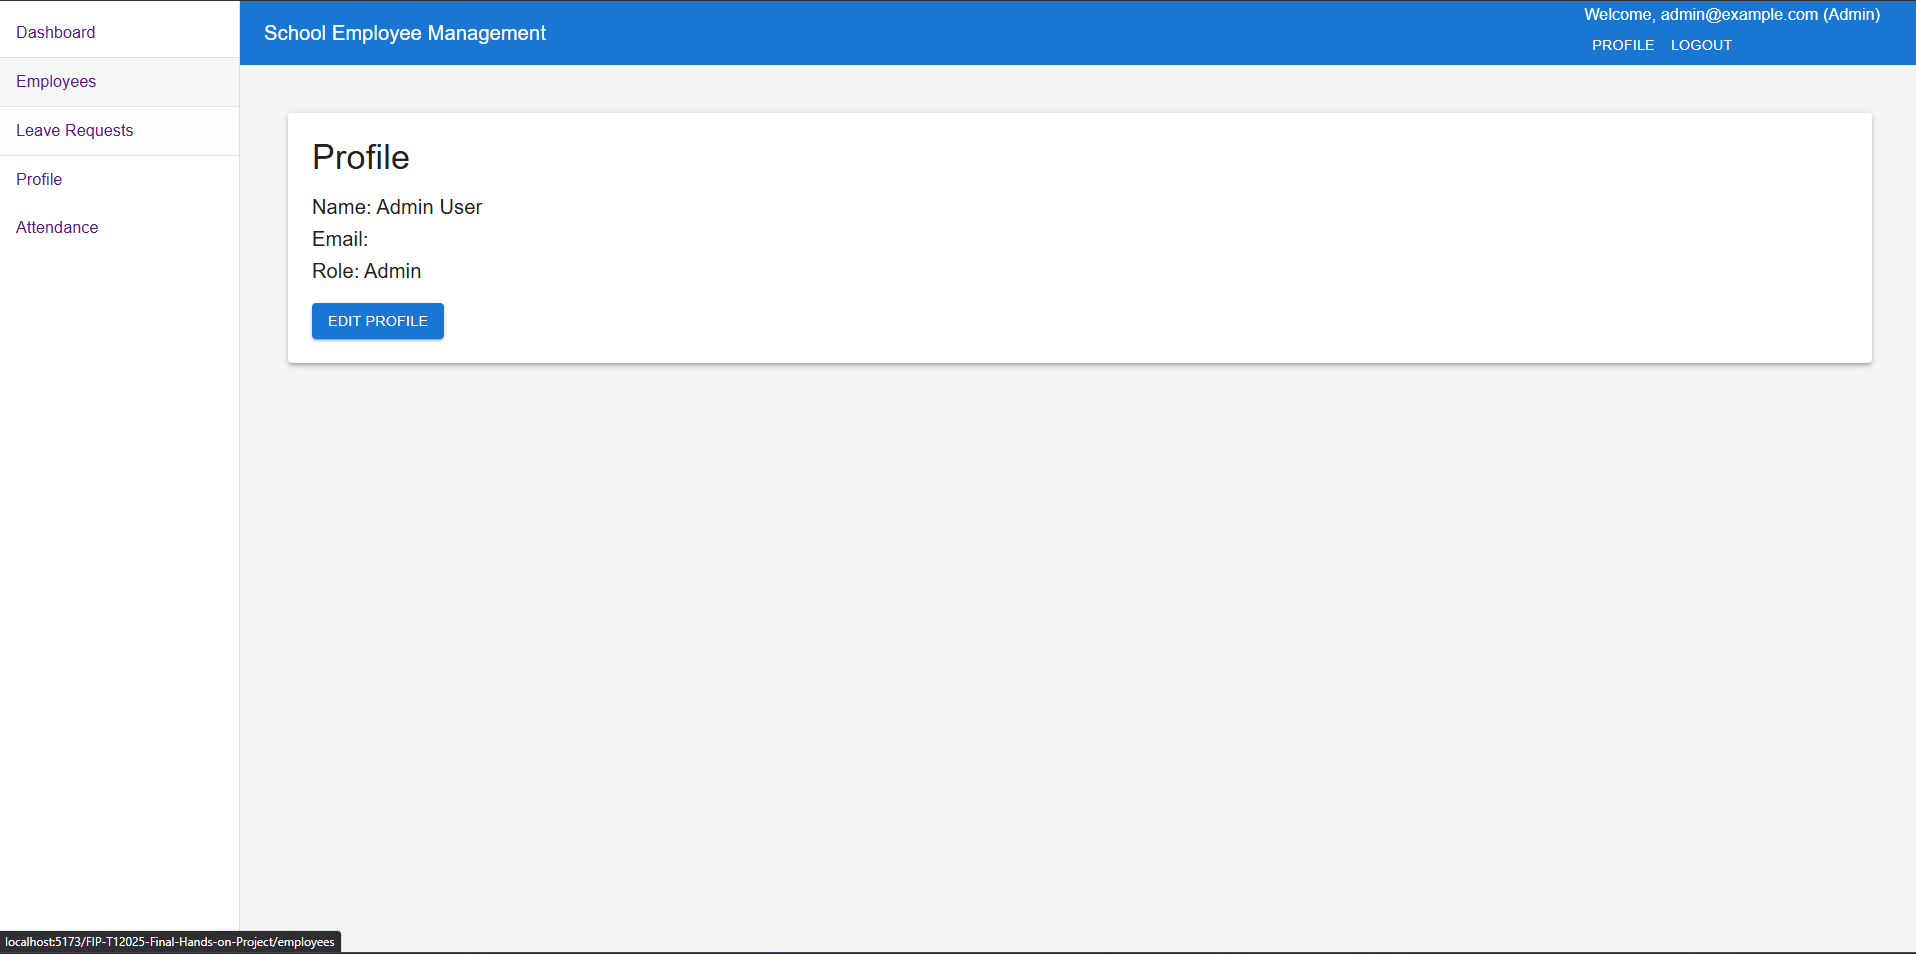 Dashboard
Employees
Leave Requests
Profile
Attendance
School Employee Management
Welcome, admin@example.com (Admin)
PROFILE LOGOUT
Profile
Name: Admin User
Email:
Role: Admin
EDIT PROFILE
localhost:5173/FIP-T12025-Final-Hands-on-Project/employees